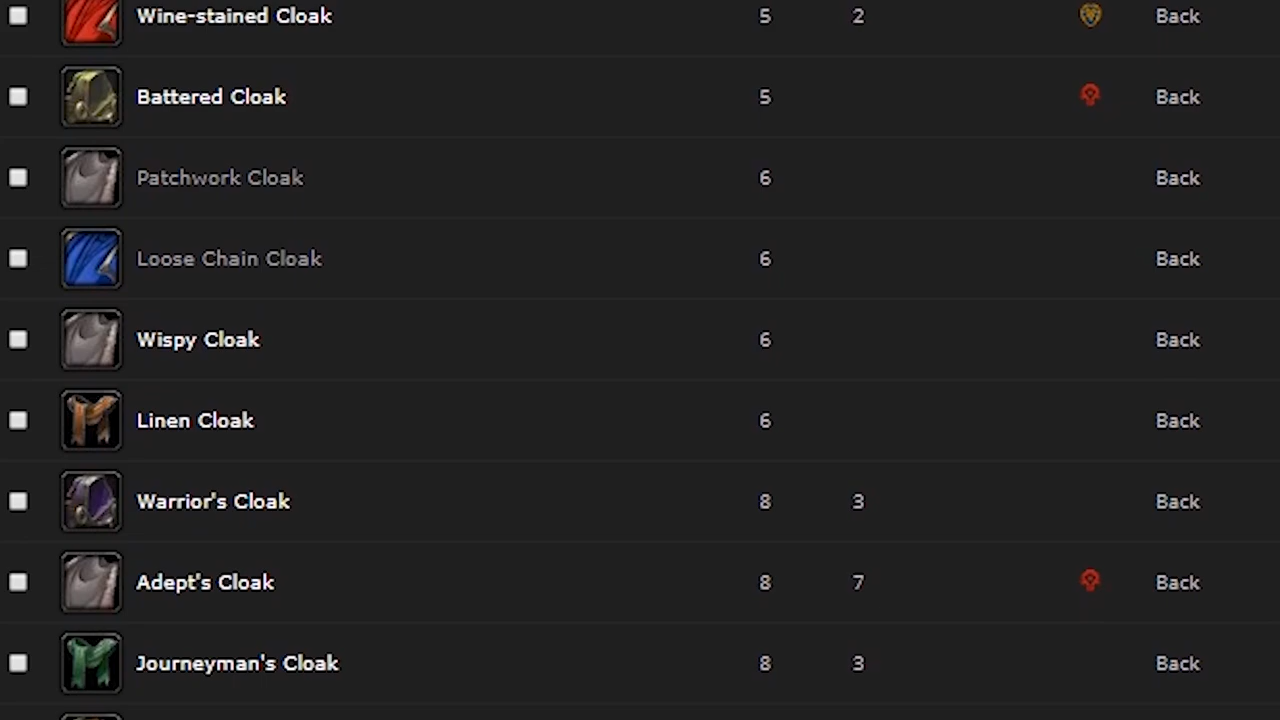 Wine-stained Cloak 5 2 Back
Battered Cloak 5 Back
Patchwork Cloak 6 Back
Loose Chain Cloak 6 Back
Wispy Cloak 6 Back
Linen Cloak 6 Back
Warrior's Cloak 8 3 Back
Adept's Cloak 8 7 Back
Journeyman's Cloak 8 3 Back